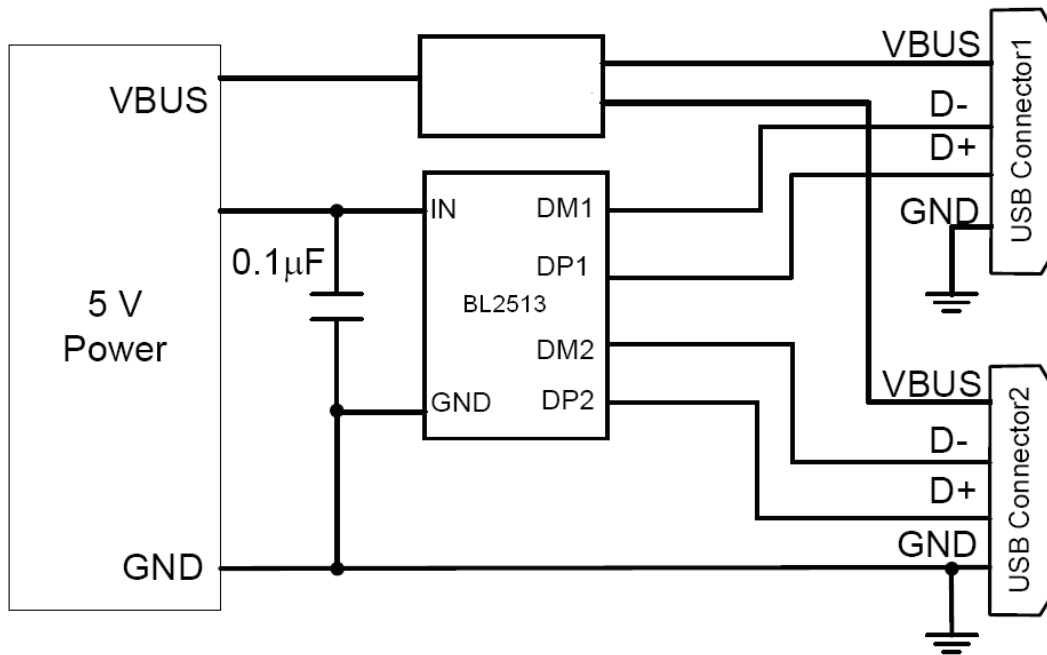 VBUS
VBUS
D-
D+
GND
USB Connector1
IN
DM1
DP1
BL2513
DM2
DP2
GND
0.1μF
5 V
Power
GND
VBUS
D-
D+
GND
USB Connector2